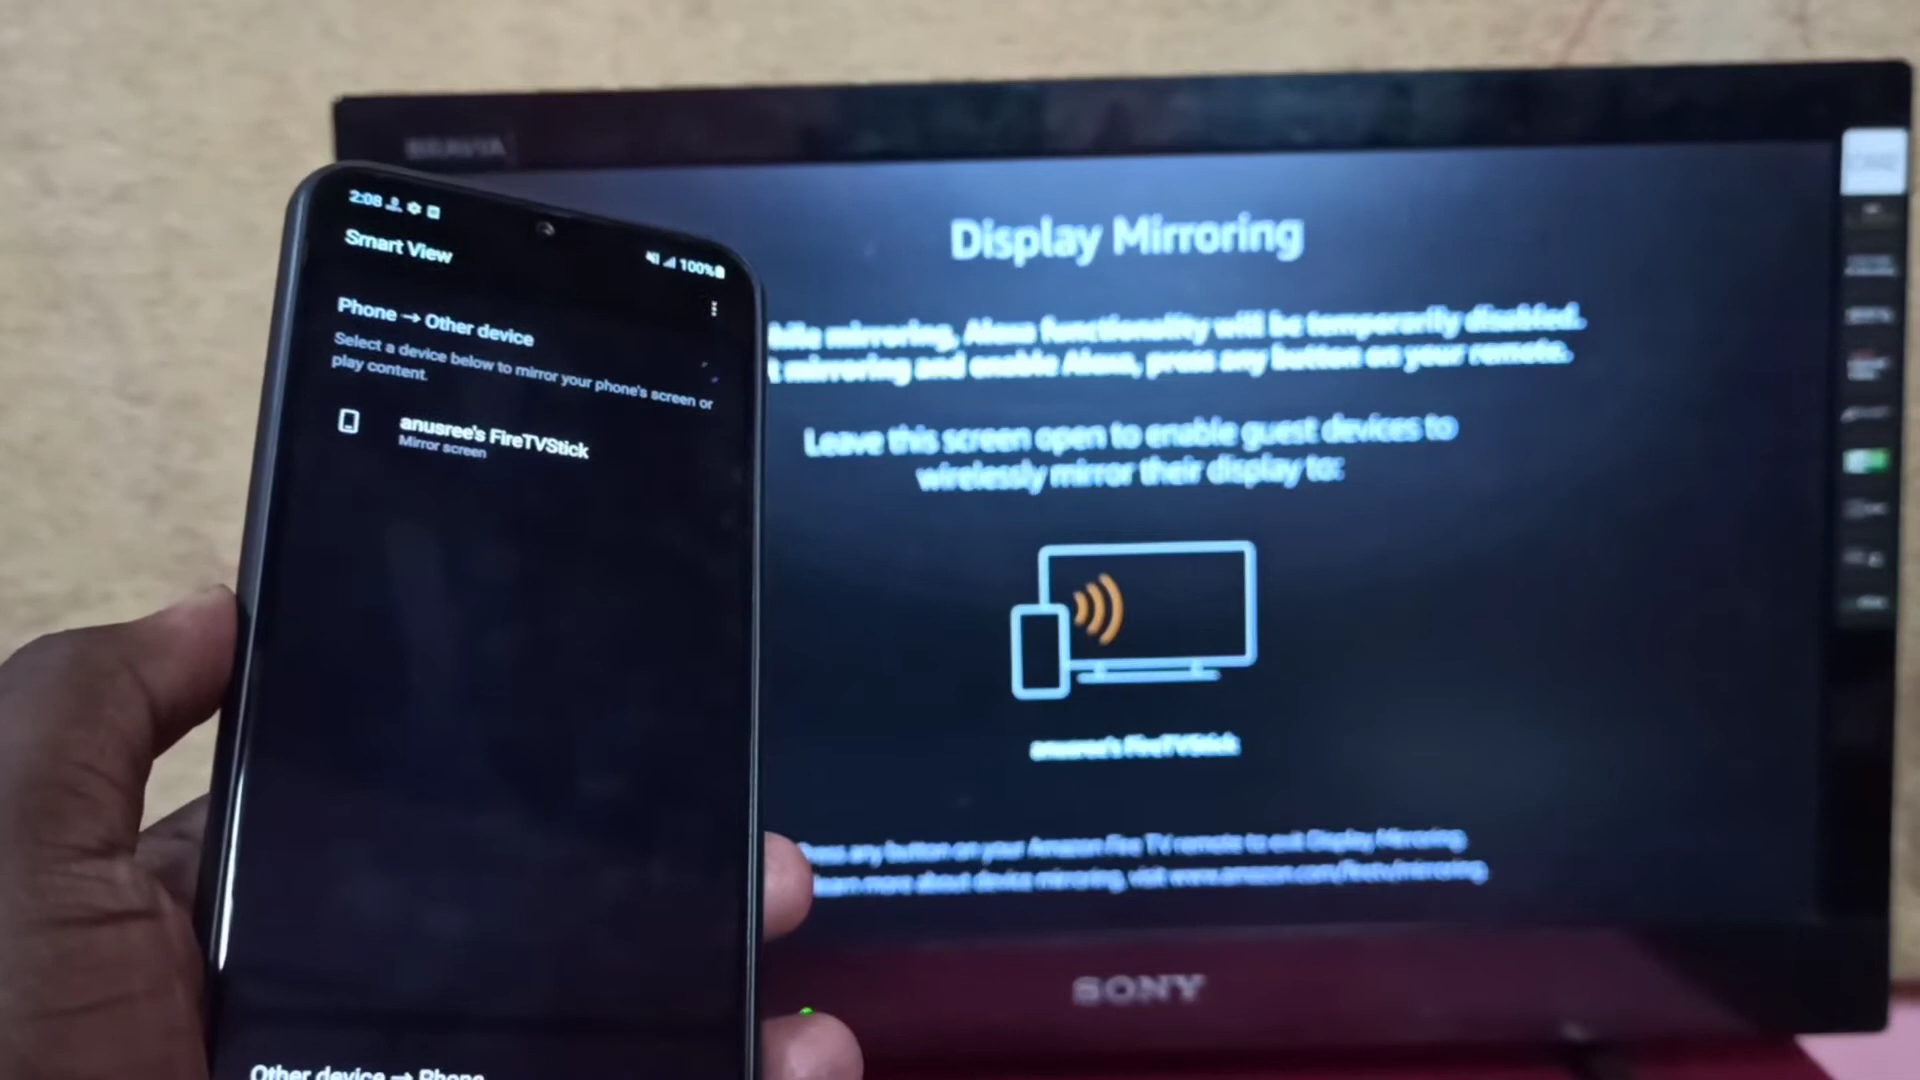 BRAVIA
2:08
100%
Smart View
Phone → Other device
Select a device below to mirror your phone's screen or
play content.
anusree's FireTVStick
Mirror screen
Other device → Phone
Display Mirroring
mirroring, Alexa functionality will be temporarily disabled.
mirroring and enable Alexa, press any button on your remote.
Leave this screen open to enable guest devices to
wirelessly mirror their display to:
anusree's FireTVStick
Press any button on your Amazon Fire TV remote to exit Display Mirroring.
learn more about device mirroring, visit www.amazon.com/firetv/mirroring.
SONY